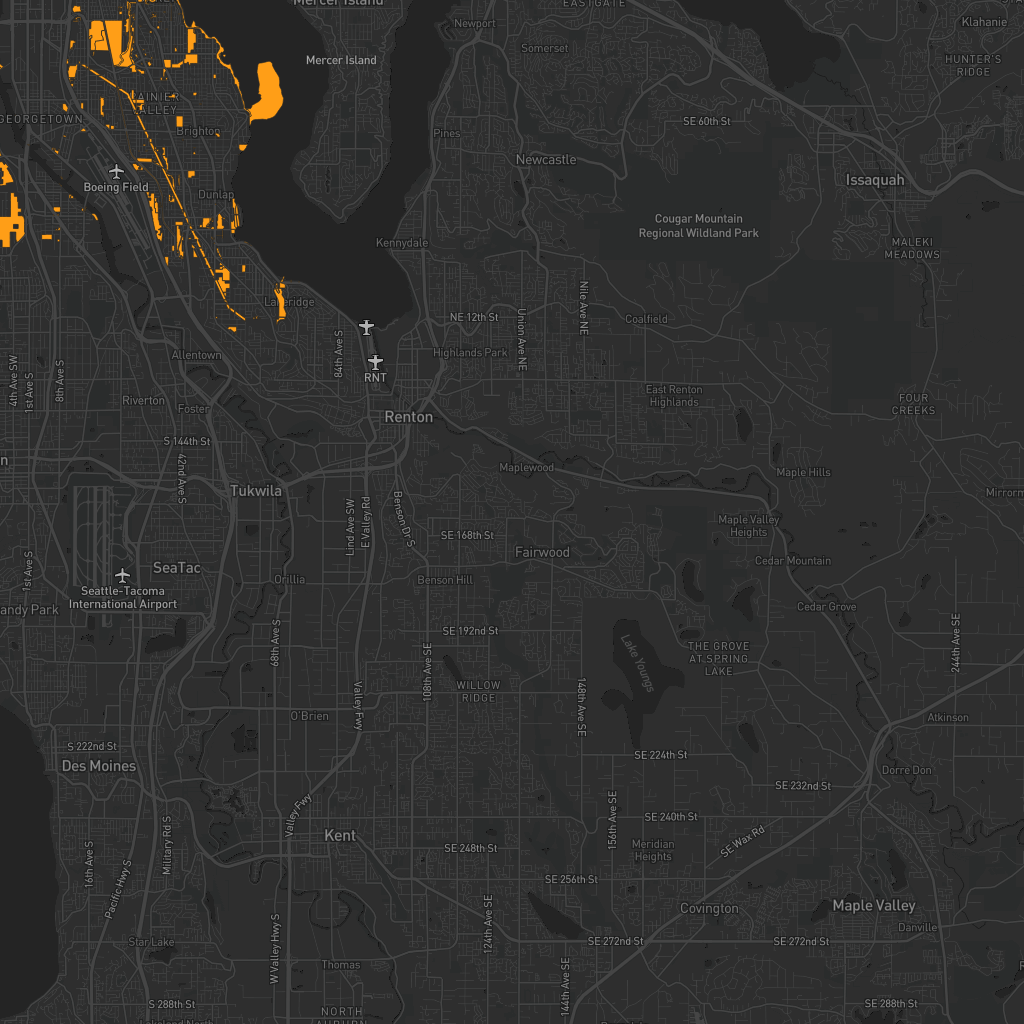 Mercer Island
EASTGATE
Newport
Klahanie
Somerset
Mercer Island
HUNTER'S
RIDGE
RAINIER
VALLEY
GEORGETOWN
SE 60th St
Brighton
Pines
Newcastle
Boeing Field
Issaquah
Dunlap
Cougar Mountain
Regional Wildland Park
Kennydale
MALEKI
MEADOWS
Lakeridge
Nile Ave NE
NE 12th St
Union Ave NE
Coalfield
84th Ave S
Allentown
Highlands Park
RNT
4th Ave SW
1st Ave S
8th Ave S
East Renton
Highlands
Riverton
Foster
FOUR
CREEKS
Renton
S 144th St
42nd Ave S
Maplewood
Maple Hills
Tukwila
Benson Dr S
Lind Ave SW
E Valley Rd
Maple Valley
Heights
SE 168th St
Fairwood
1st Ave S
SeaTac
Cedar Mountain
Orillia
Benson Hill
Seattle-Tacoma
International Airport
andy Park
Cedar Grove
SE 192nd St
68th Ave S
244th Ave SE
Lake Youngs
THE GROVE
AT SPRING
LAKE
108th Ave SE
WILLOW
RIDGE
148th Ave SE
Valley Fwy
O'Brien
Atkinson
S 222nd St
SE 224th St
Des Moines
Dorre Don
SE 232nd St
Valley Fwy
156th Ave SE
SE 240th St
Military Rd S
Kent
SE Wax Rd
SE 248th St
Meridian
Heights
16th Ave S
Pacific Hwy S
SE 256th St
Covington
Maple Valley
124th Ave SE
W Valley Hwy S
Danville
Star Lake
SE 272nd St
SE 272nd St
Thomas
144th Ave SE
S 288th St
SE 288th St
NORTH
AUBURN
Lakeland North